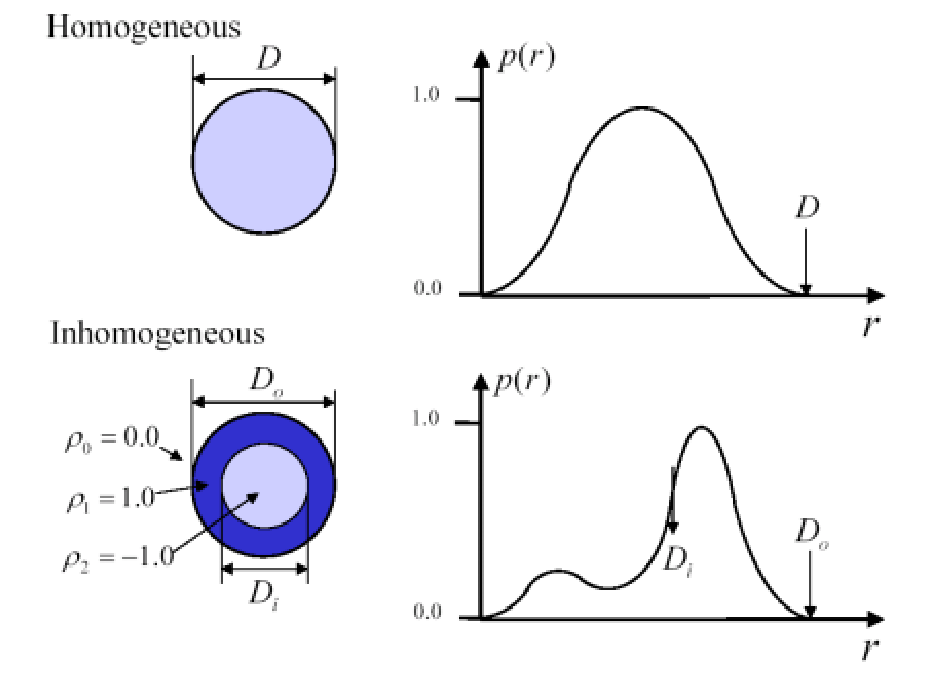 Homogeneous
D
p(r)
1.0
D
0.0
r
Inhomogeneous
Dₒ
p(r)
1.0
ρ₀ = 0.0
ρ₁ = 1.0
ρ₂ = −1.0
Dᵢ
Dᵢ
Dₒ
0.0
r